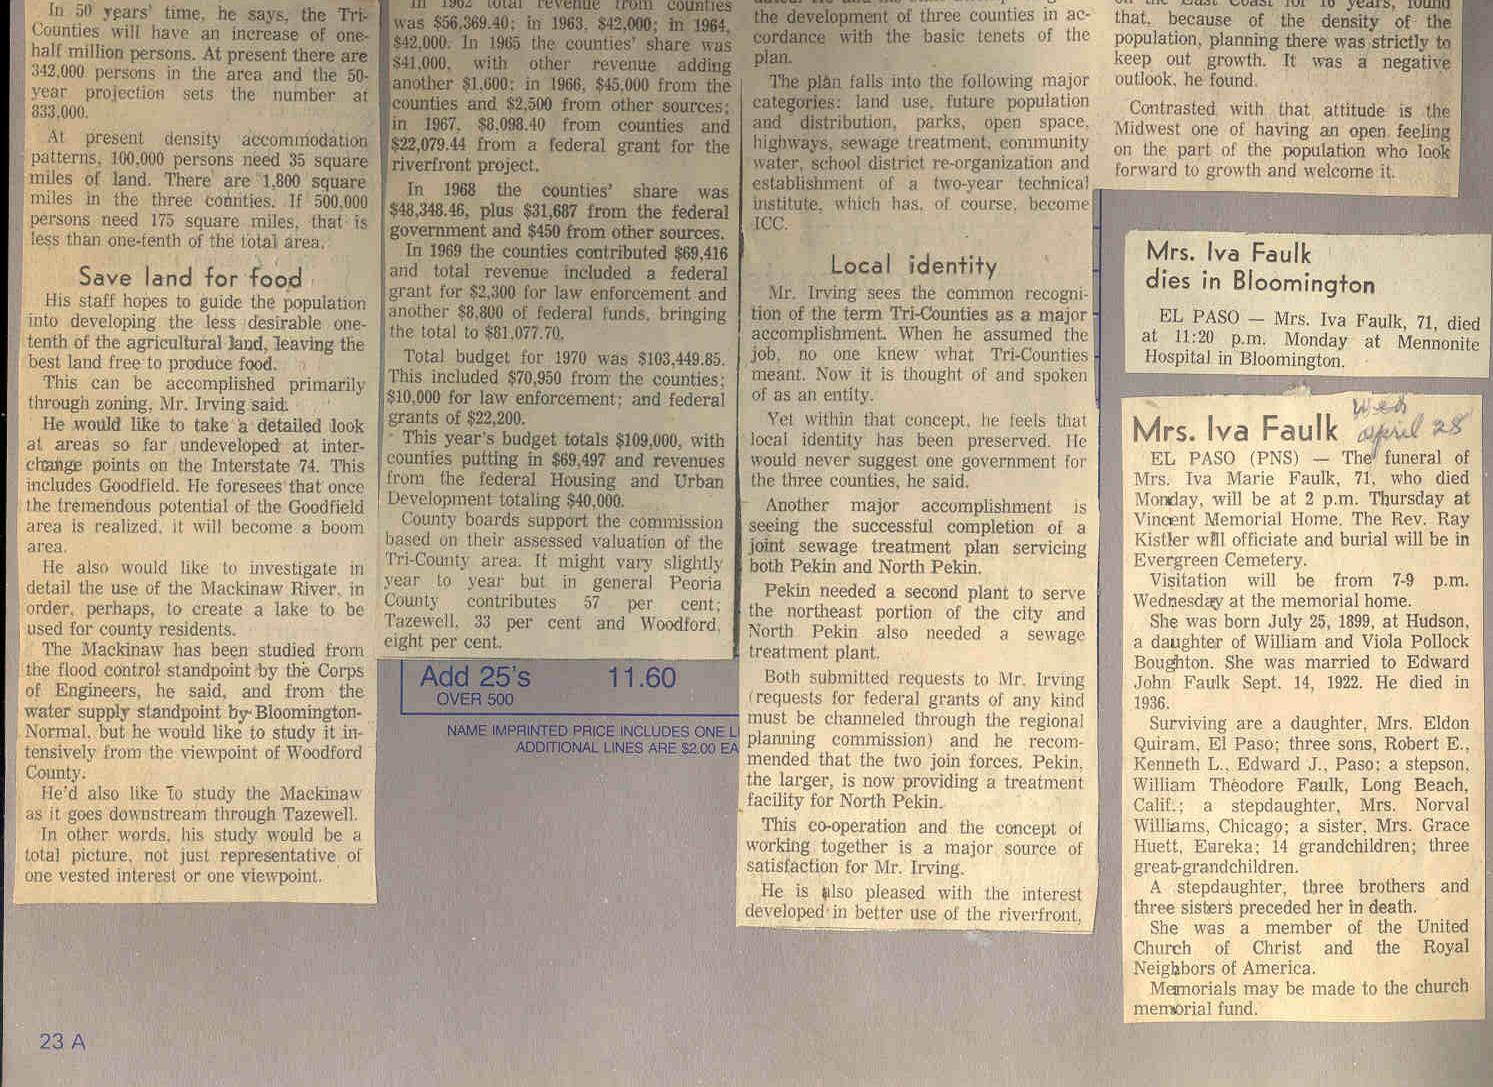 In 50 years' time, he says, the Tri-
Counties will have an increase of one-
half million persons. At present there are
342,000 persons in the area and the 50-
year projection sets the number at
833,000.
At present density accommodation
patterns, 100,000 persons need 35 square
miles of land. There are 1,800 square
miles in the three counties. If 500,000
persons need 175 square miles, that is
less than one-tenth of the total area.
Save land for food
His staff hopes to guide the population
into developing the less desirable one-
tenth of the agricultural land, leaving the
best land free to produce food.
This can be accomplished primarily
through zoning, Mr. Irving said.
He would like to take a detailed look
at areas so far undeveloped at inter-
change points on the Interstate 74. This
includes Goodfield. He foresees that once
the tremendous potential of the Goodfield
area is realized, it will become a boom
area.
He also would like to investigate in
detail the use of the Mackinaw River, in
order, perhaps, to create a lake to be
used for county residents.
The Mackinaw has been studied from
the flood control standpoint by the Corps
of Engineers, he said, and from the
water supply standpoint by Bloomington-
Normal, but he would like to study it in-
tensively from the viewpoint of Woodford
County.
He'd also like to study the Mackinaw
as it goes downstream through Tazewell.
In other words, his study would be a
total picture, not just representative of
one vested interest or one viewpoint.
23 A
In 1962 total revenue from counties
was $56,369.40; in 1963, $42,000; in 1964,
$42,000. In 1965 the counties' share was
$41,000, with other revenue adding
another $1,600; in 1966, $45,000 from the
counties and $2,500 from other sources;
in 1967, $8,098.40 from counties and
$22,079.44 from a federal grant for the
riverfront project.
In 1968 the counties' share was
$48,348.46, plus $31,687 from the federal
government and $450 from other sources.
In 1969 the counties contributed $69,416
and total revenue included a federal
grant for $2,300 for law enforcement and
another $8,800 of federal funds, bringing
the total to $81,077.70.
Total budget for 1970 was $103,449.85.
This included $70,950 from the counties;
$10,000 for law enforcement; and federal
grants of $22,200.
This year's budget totals $109,000, with
counties putting in $69,497 and revenues
from the federal Housing and Urban
Development totaling $40,000.
County boards support the commission
based on their assessed valuation of the
Tri-County area. It might vary slightly
year to year but in general Peoria
County contributes 57 per cent;
Tazewell, 33 per cent and Woodford,
eight per cent.
Add 25's 11.60
OVER 500
NAME IMPRINTED PRICE INCLUDES ONE L
ADDITIONAL LINES ARE $2.00 EA
the development of three counties in ac-
cordance with the basic tenets of the
plan.
The plan falls into the following major
categories: land use, future population
and distribution, parks, open space,
highways, sewage treatment, community
water, school district re-organization and
establishment of a two-year technical
institute, which has, of course, become
ICC.
Local identity
Mr. Irving sees the common recogni-
tion of the term Tri-Counties as a major
accomplishment. When he assumed the
job, no one knew what Tri-Counties
meant. Now it is thought of and spoken
of as an entity.
Yet within that concept, he feels that
local identity has been preserved. He
would never suggest one government for
the three counties, he said.
Another major accomplishment is
seeing the successful completion of a
joint sewage treatment plan servicing
both Pekin and North Pekin.
Pekin needed a second plant to serve
the northeast portion of the city and
North Pekin also needed a sewage
treatment plant.
Both submitted requests to Mr. Irving
(requests for federal grants of any kind
must be channeled through the regional
planning commission) and he recom-
mended that the two join forces. Pekin,
the larger, is now providing a treatment
facility for North Pekin.
This co-operation and the concept of
working together is a major source of
satisfaction for Mr. Irving.
He is also pleased with the interest
developed in better use of the riverfront,
on the East Coast for 16 years, found
that, because of the density of the
population, planning there was strictly to
keep out growth. It was a negative
outlook, he found.
Contrasted with that attitude is the
Midwest one of having an open feeling
on the part of the population who look
forward to growth and welcome it.
Mrs. Iva Faulk
dies in Bloomington
EL PASO — Mrs. Iva Faulk, 71, died
at 11:20 p.m. Monday at Mennonite
Hospital in Bloomington.
Wed
april 28
Mrs. Iva Faulk
EL PASO (PNS) — The funeral of
Mrs. Iva Marie Faulk, 71, who died
Monday, will be at 2 p.m. Thursday at
Vincent Memorial Home. The Rev. Ray
Kistler will officiate and burial will be in
Evergreen Cemetery.
Visitation will be from 7-9 p.m.
Wednesday at the memorial home.
She was born July 25, 1899, at Hudson,
a daughter of William and Viola Pollock
Boughton. She was married to Edward
John Faulk Sept. 14, 1922. He died in
1936.
Surviving are a daughter, Mrs. Eldon
Quiram, El Paso; three sons, Robert E.,
Kenneth L., Edward J., Paso; a stepson,
William Theodore Faulk, Long Beach,
Calif.; a stepdaughter, Mrs. Norval
Williams, Chicago; a sister, Mrs. Grace
Huett, Eureka; 14 grandchildren; three
great-grandchildren.
A stepdaughter, three brothers and
three sisters preceded her in death.
She was a member of the United
Church of Christ and the Royal
Neighbors of America.
Memorials may be made to the church
memorial fund.